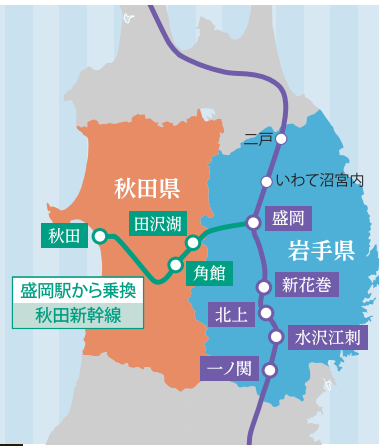 二戸
いわて沼宮内
秋田県
田沢湖
盛岡
秋田
岩手県
角館
新花巻
盛岡駅から乗換
秋田新幹線
北上
水沢江刺
一ノ関